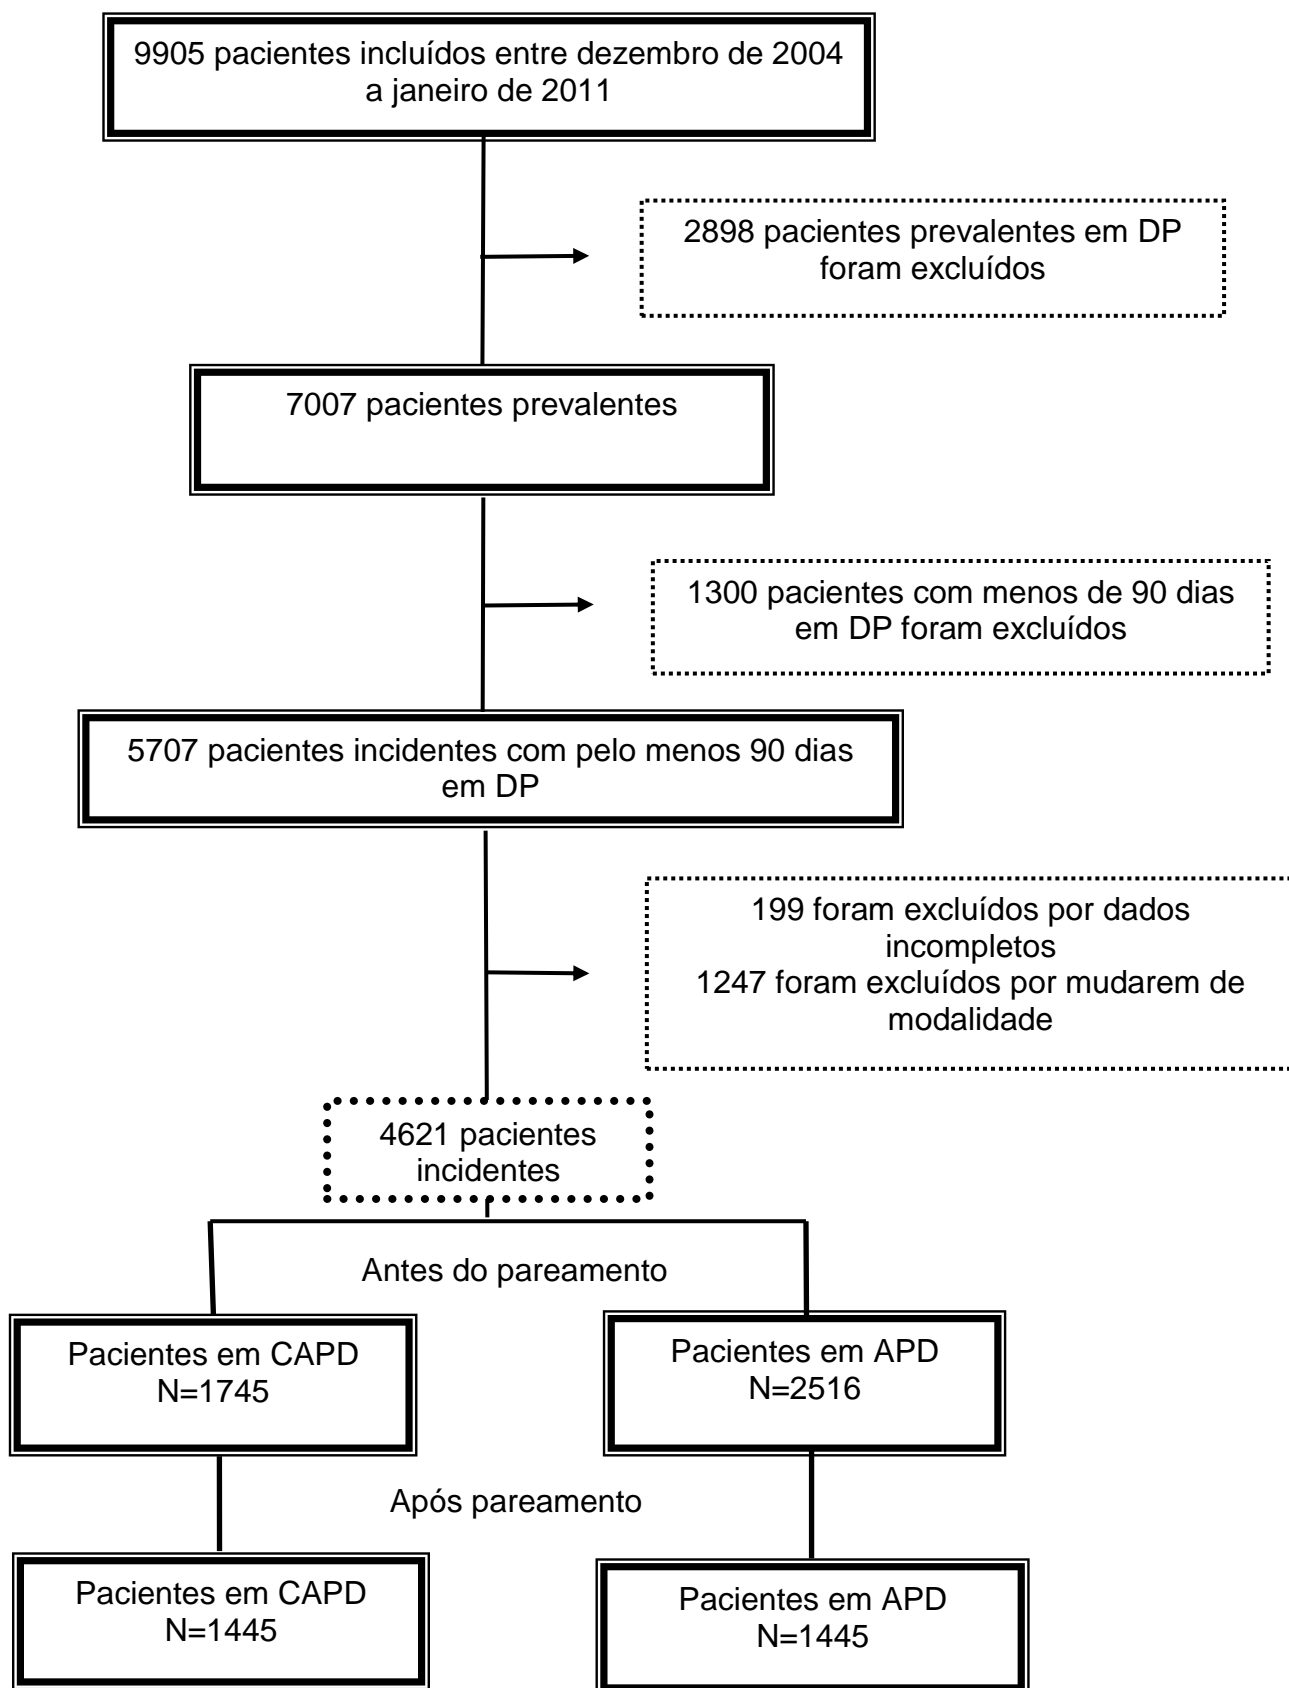 9905 pacientes incluídos entre dezembro de 2004
a janeiro de 2011
2898 pacientes prevalentes em DP
foram excluídos
7007 pacientes prevalentes
1300 pacientes com menos de 90 dias
em DP foram excluídos
5707 pacientes incidentes com pelo menos 90 dias
em DP
199 foram excluídos por dados
incompletos
1247 foram excluídos por mudarem de
modalidade
4621 pacientes
incidentes
Antes do pareamento
Pacientes em CAPD
N=1745
Pacientes em APD
N=2516
Após pareamento
Pacientes em CAPD
N=1445
Pacientes em APD
N=1445